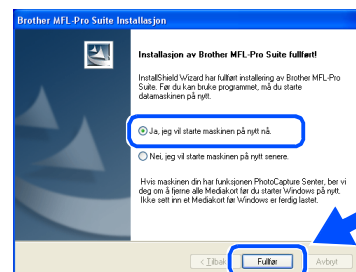 Brother MFL-Pro Suite Installasjon
Installasjon av Brother MFL-Pro Suite fullført!
InstallShield Wizard har fullført installering av Brother MFL-Pro
Suite. Før du kan bruke programmet, må du starte
datamaskinen på nytt.
Ja, jeg vil starte maskinen på nytt nå.
Nei, jeg vil starte maskinen på nytt senere.
Hvis maskinen din har funksjonen PhotoCapture Senter, ber vi
deg om å fjerne alle Mediakort før du starter Windows på nytt.
Ikke sett inn et Mediakort før Windows er ferdig lastet.
< Tilbake Fullfør Avbryt